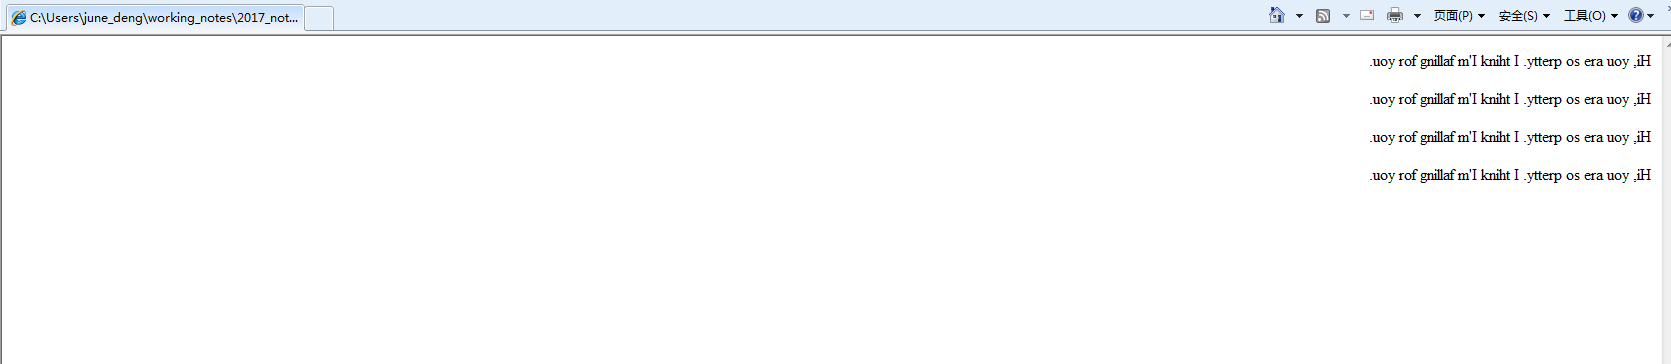 C:\Users\june_deng\working_notes\2017_not...
页面(P) 安全(S) 工具(O)
.uoy rof gnillaf m'I kniht I .ytterp os era uoy ,iH
.uoy rof gnillaf m'I kniht I .ytterp os era uoy ,iH
.uoy rof gnillaf m'I kniht I .ytterp os era uoy ,iH
.uoy rof gnillaf m'I kniht I .ytterp os era uoy ,iH